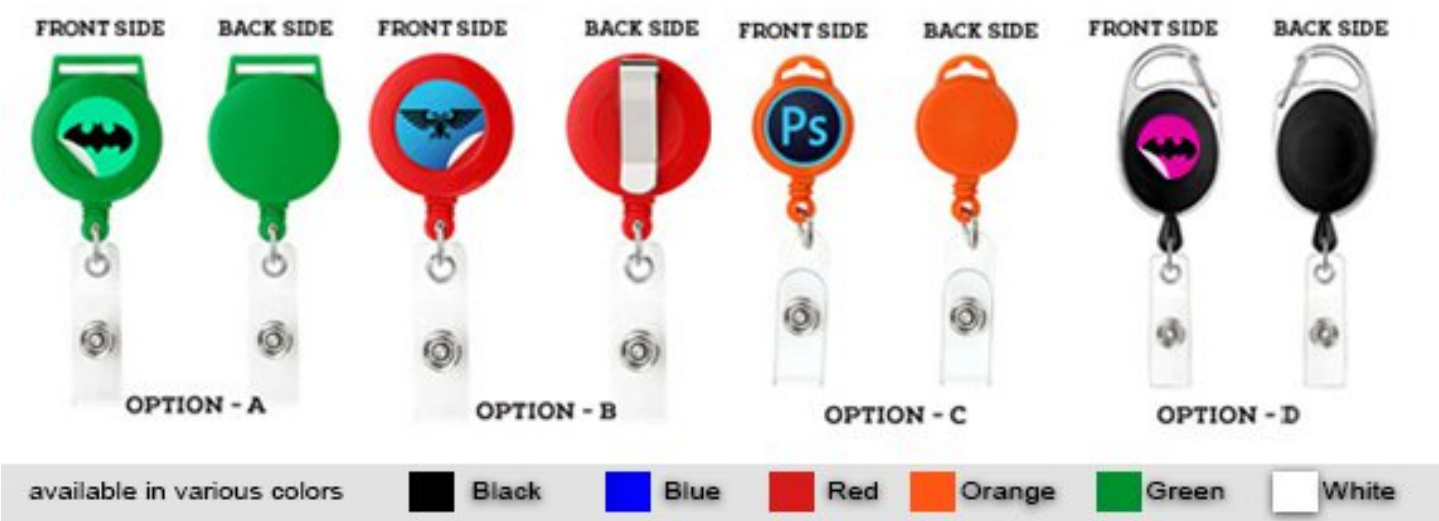 FRONT SIDE BACK SIDE FRONT SIDE BACK SIDE FRONT SIDE BACK SIDE FRONT SIDE BACK SIDE
Ps
OPTION - A OPTION - B OPTION - C OPTION - D
available in various colors Black Blue Red Orange Green White